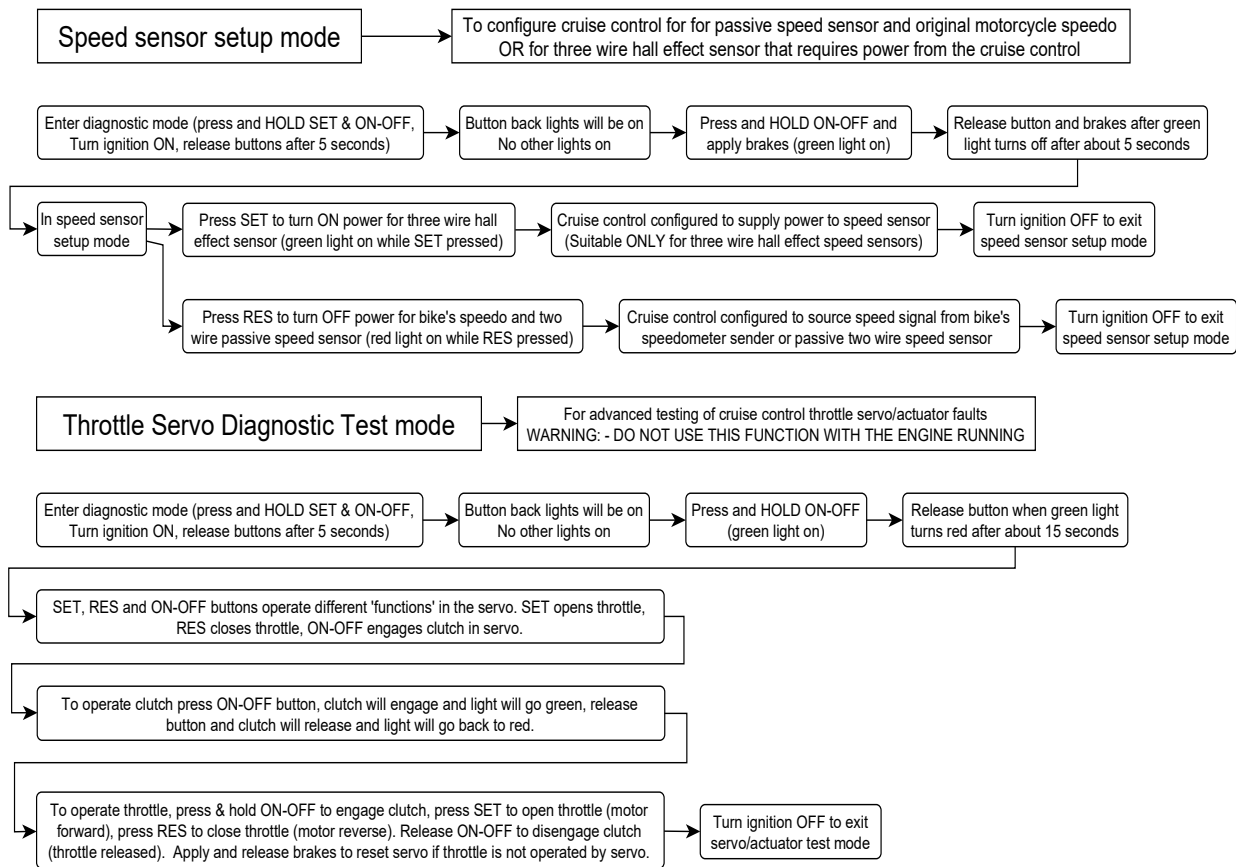 Speed sensor setup mode
To configure cruise control for for passive speed sensor and original motorcycle speedo
OR for three wire hall effect sensor that requires power from the cruise control
Enter diagnostic mode (press and HOLD SET & ON-OFF,
Turn ignition ON, release buttons after 5 seconds)
Button back lights will be on
No other lights on
Press and HOLD ON-OFF and
apply brakes (green light on)
Release button and brakes after green
light turns off after about 5 seconds
In speed sensor
setup mode
Press SET to turn ON power for three wire hall
effect sensor (green light on while SET pressed)
Cruise control configured to supply power to speed sensor
(Suitable ONLY for three wire hall effect speed sensors)
Turn ignition OFF to exit
speed sensor setup mode
Press RES to turn OFF power for bike's speedo and two
wire passive speed sensor (red light on while RES pressed)
Cruise control configured to source speed signal from bike's
speedometer sender or passive two wire speed sensor
Turn ignition OFF to exit
speed sensor setup mode
Throttle Servo Diagnostic Test mode
For advanced testing of cruise control throttle servo/actuator faults
WARNING: - DO NOT USE THIS FUNCTION WITH THE ENGINE RUNNING
Enter diagnostic mode (press and HOLD SET & ON-OFF,
Turn ignition ON, release buttons after 5 seconds)
Button back lights will be on
No other lights on
Press and HOLD ON-OFF
(green light on)
Release button when green light
turns red after about 15 seconds
SET, RES and ON-OFF buttons operate different 'functions' in the servo. SET opens throttle,
RES closes throttle, ON-OFF engages clutch in servo.
To operate clutch press ON-OFF button, clutch will engage and light will go green, release
button and clutch will release and light will go back to red.
To operate throttle, press & hold ON-OFF to engage clutch, press SET to open throttle (motor
forward), press RES to close throttle (motor reverse). Release ON-OFF to disengage clutch
(throttle released). Apply and release brakes to reset servo if throttle is not operated by servo.
Turn ignition OFF to exit
servo/actuator test mode